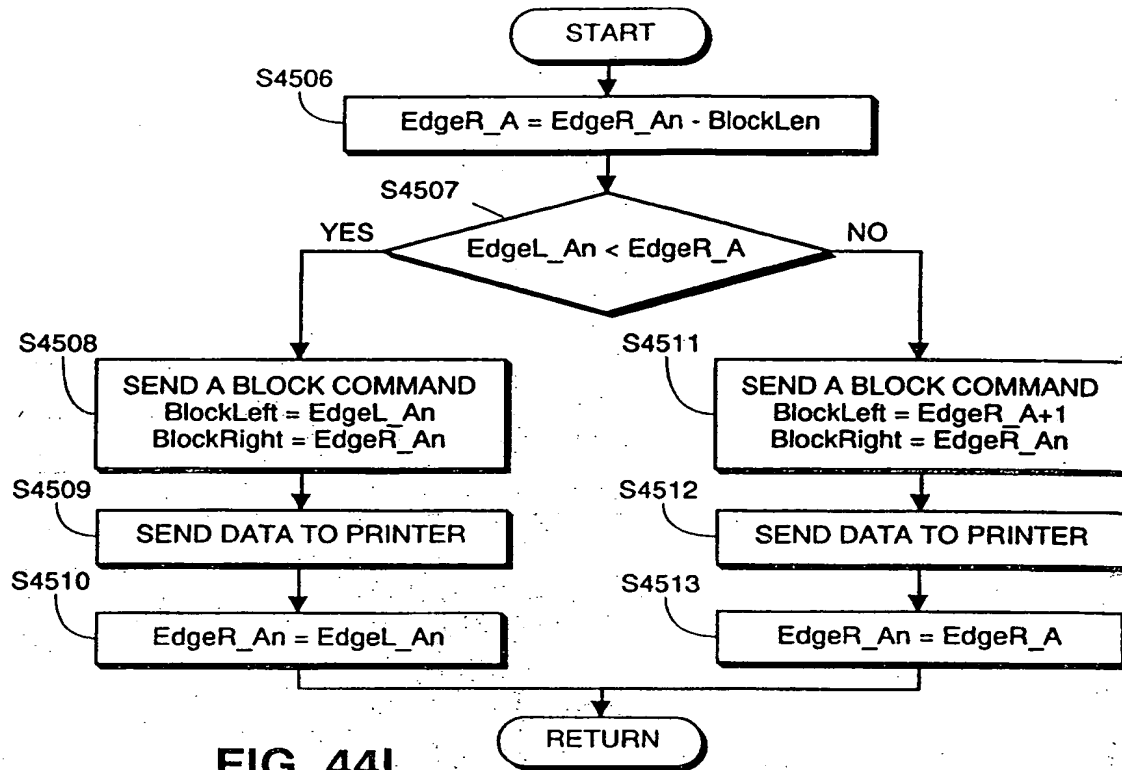 START
S4506
EdgeR_A = EdgeR_An - BlockLen
S4507
YES
EdgeL_An < EdgeR_A
NO
S4508
SEND A BLOCK COMMAND
BlockLeft = EdgeL_An
BlockRight = EdgeR_An
S4511
SEND A BLOCK COMMAND
BlockLeft = EdgeR_A+1
BlockRight = EdgeR_An
S4509
SEND DATA TO PRINTER
S4512
SEND DATA TO PRINTER
S4510
EdgeR_An = EdgeL_An
S4513
EdgeR_An = EdgeR_A
RETURN
FIG. 44